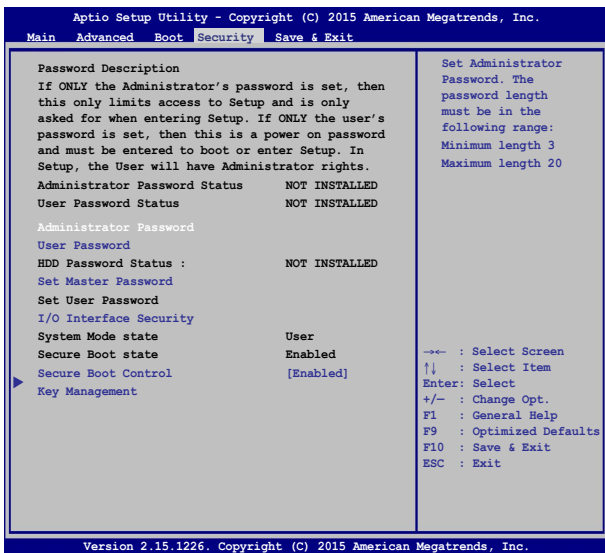 Aptio Setup Utility - Copyright (C) 2015 American Megatrends, Inc.
Main Advanced Boot Security Save & Exit
Password Description
If ONLY the Administrator's password is set, then
this only limits access to Setup and is only
asked for when entering Setup. If ONLY the user's
password is set, then this is a power on password
and must be entered to boot or enter Setup. In
Setup, the User will have Administrator rights.
Administrator Password Status NOT INSTALLED
User Password Status NOT INSTALLED
Administrator Password
User Password
HDD Password Status : NOT INSTALLED
Set Master Password
Set User Password
I/O Interface Security
System Mode state User
Secure Boot state Enabled
Secure Boot Control [Enabled]
Key Management
Set Administrator
Password. The
password length
must be in the
following range:
Minimum length 3
Maximum length 20
→← : Select Screen
↑↓ : Select Item
Enter: Select
+/— : Change Opt.
F1 : General Help
F9 : Optimized Defaults
F10 : Save & Exit
ESC : Exit
Version 2.15.1226. Copyright (C) 2015 American Megatrends, Inc.